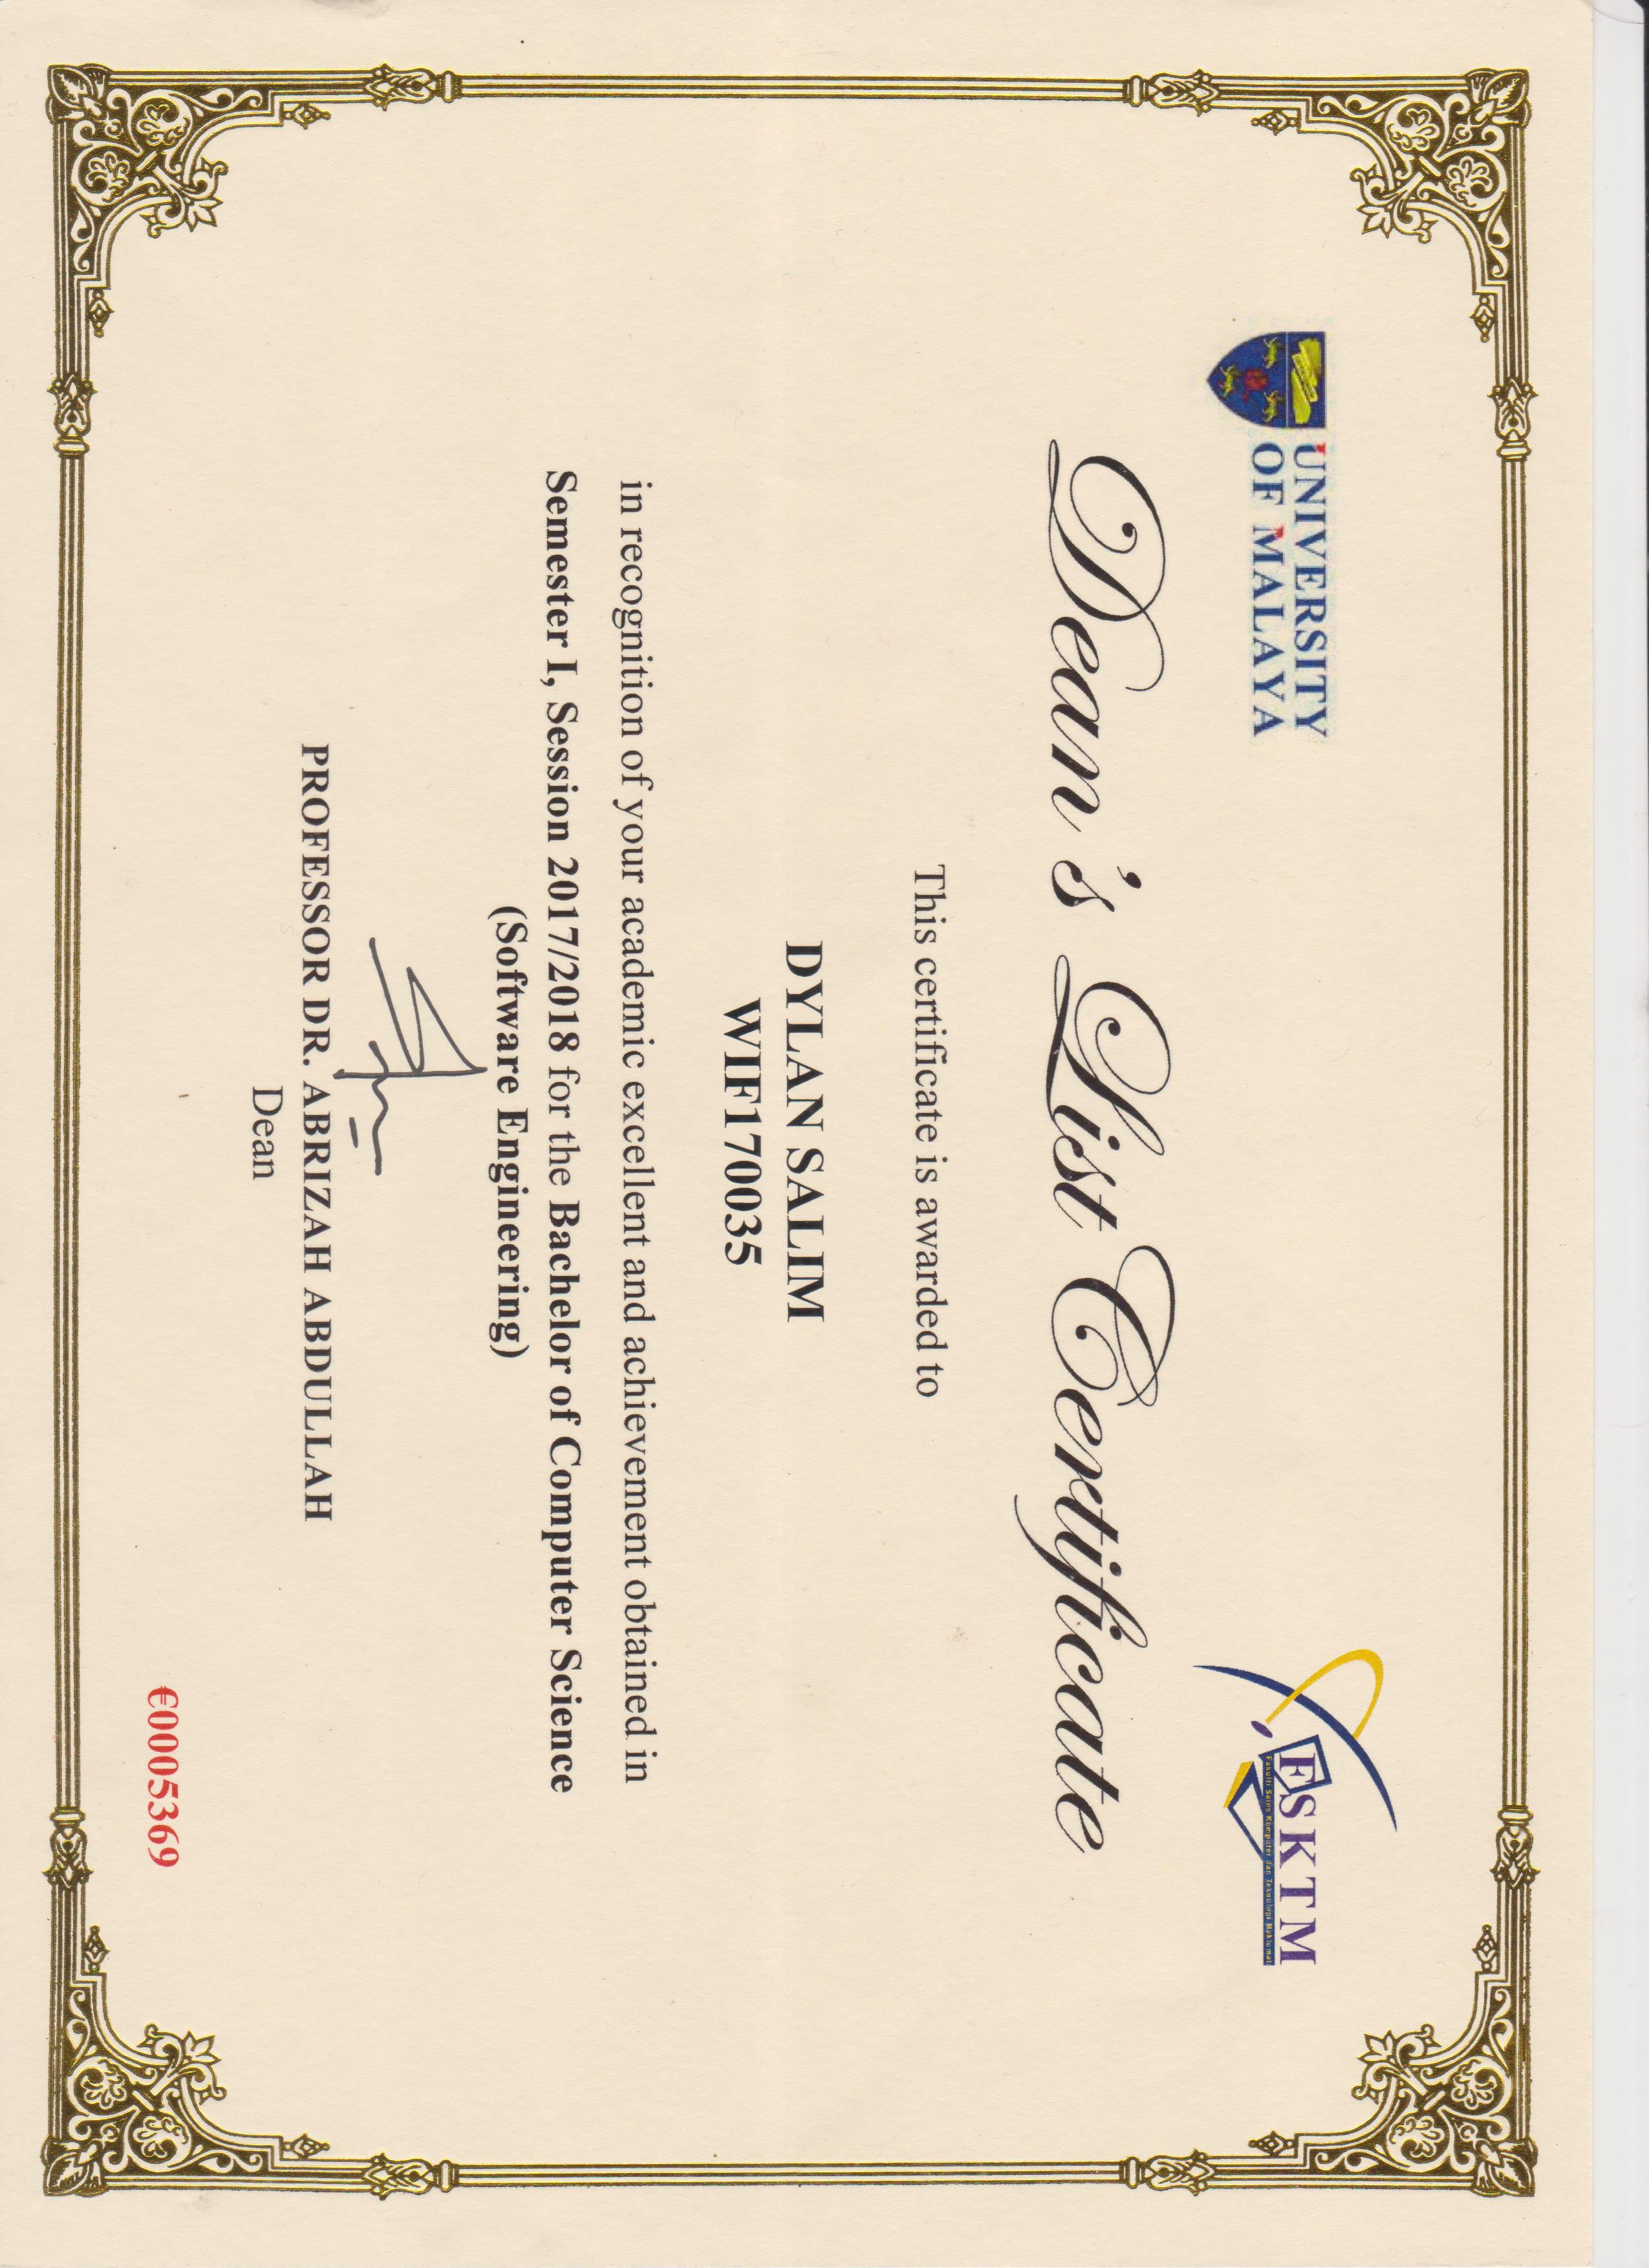 UNIVERSITY
OF MALAYA
FSKTM
Fakulti Sains Komputer dan Teknologi Maklumat
Dean's List Certificate
This certificate is awarded to
DYLAN SALIM
WIF170035
in recognition of your academic excellent and achievement obtained in
Semester I, Session 2017/2018 for the Bachelor of Computer Science
(Software Engineering)
PROFESSOR DR. ABRIZAH ABDULLAH
Dean
€0005369